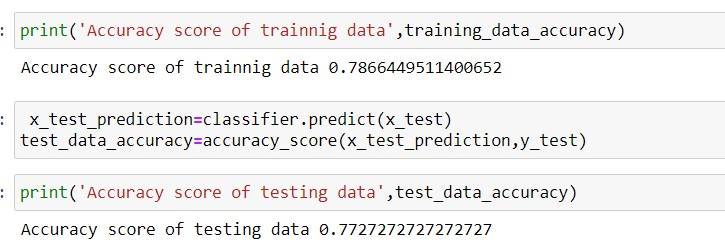 : print('Accuracy score of trainnig data',training_data_accuracy)
Accuracy score of trainnig data 0.7866449511400652
: x_test_prediction=classifier.predict(x_test)
test_data_accuracy=accuracy_score(x_test_prediction,y_test)
: print('Accuracy score of testing data',test_data_accuracy)
Accuracy score of testing data 0.7727272727272727